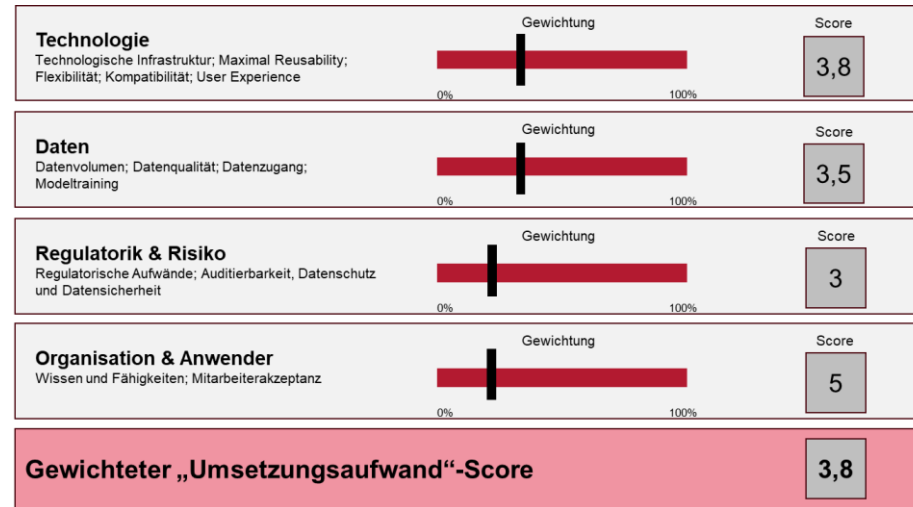 Technologie
Technologische Infrastruktur; Maximal Reusability;
Flexibilität; Kompatibilität; User Experience
Gewichtung
0%
100%
Score
3,8
Daten
Datenvolumen; Datenqualität; Datenzugang;
Modeltraining
Gewichtung
0%
100%
Score
3,5
Regulatorik & Risiko
Regulatorische Aufwände; Auditierbarkeit, Datenschutz
und Datensicherheit
Gewichtung
0%
100%
Score
3
Organisation & Anwender
Wissen und Fähigkeiten; Mitarbeiterakzeptanz
Gewichtung
0%
100%
Score
5
Gewichteter „Umsetzungsaufwand“-Score
3,8